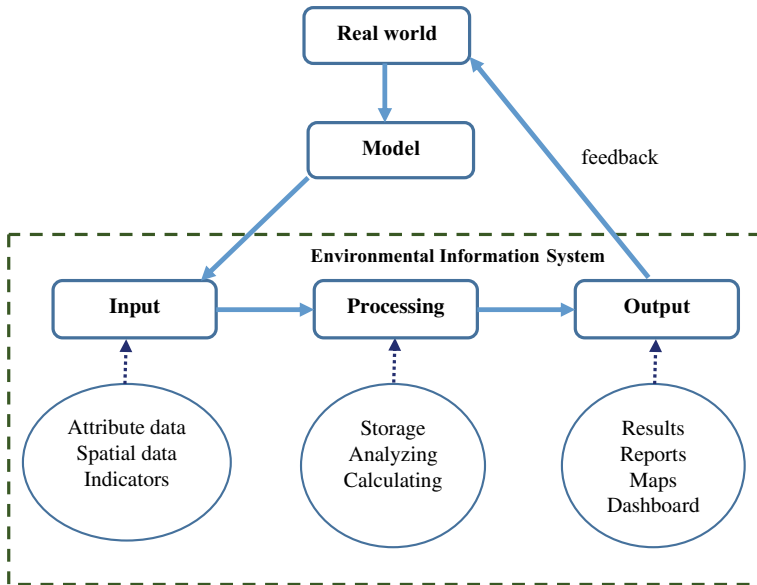 Real world
Model
feedback
Environmental Information System
Input
Processing
Output
Attribute data
Spatial data
Indicators
Storage
Analyzing
Calculating
Results
Reports
Maps
Dashboard